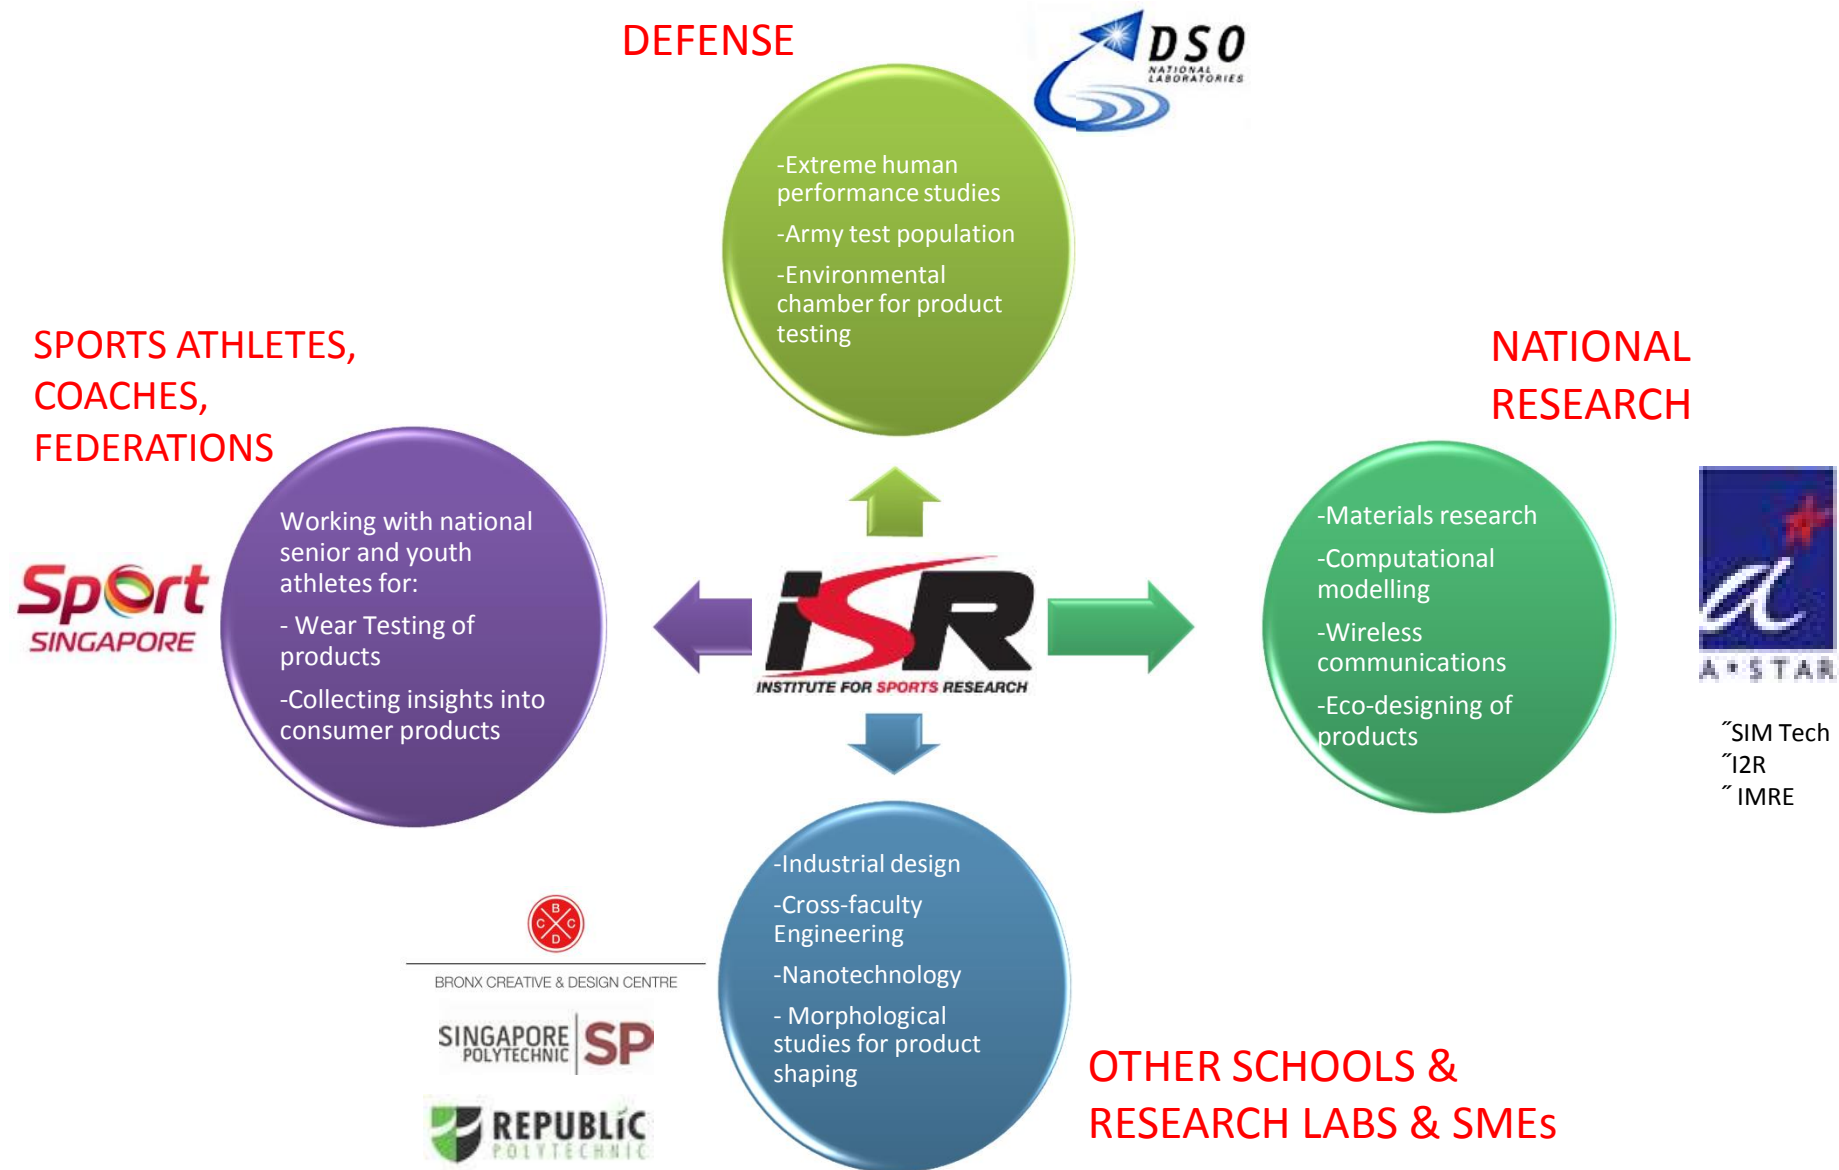 DEFENSE
DSO
NATIONAL
LABORATORIES
-Extreme human
performance studies
-Army test population
-Environmental
chamber for product
testing
SPORTS ATHLETES,
COACHES,
FEDERATIONS
Sport
SINGAPORE
Working with national
senior and youth
athletes for:
- Wear Testing of
products
-Collecting insights into
consumer products
iSR
INSTITUTE FOR SPORTS RESEARCH
NATIONAL
RESEARCH
-Materials research
-Computational
modelling
-Wireless
communications
-Eco-designing of
products
a
A*STAR
˝SIM Tech
˝I2R
˝ IMRE
-Industrial design
-Cross-faculty
Engineering
-Nanotechnology
- Morphological
studies for product
shaping
B
C C
D
BRONX CREATIVE & DESIGN CENTRE
SINGAPORE
POLYTECHNIC
SP
REPUBLIC
POLYTECHNIC
OTHER SCHOOLS &
RESEARCH LABS & SMEs